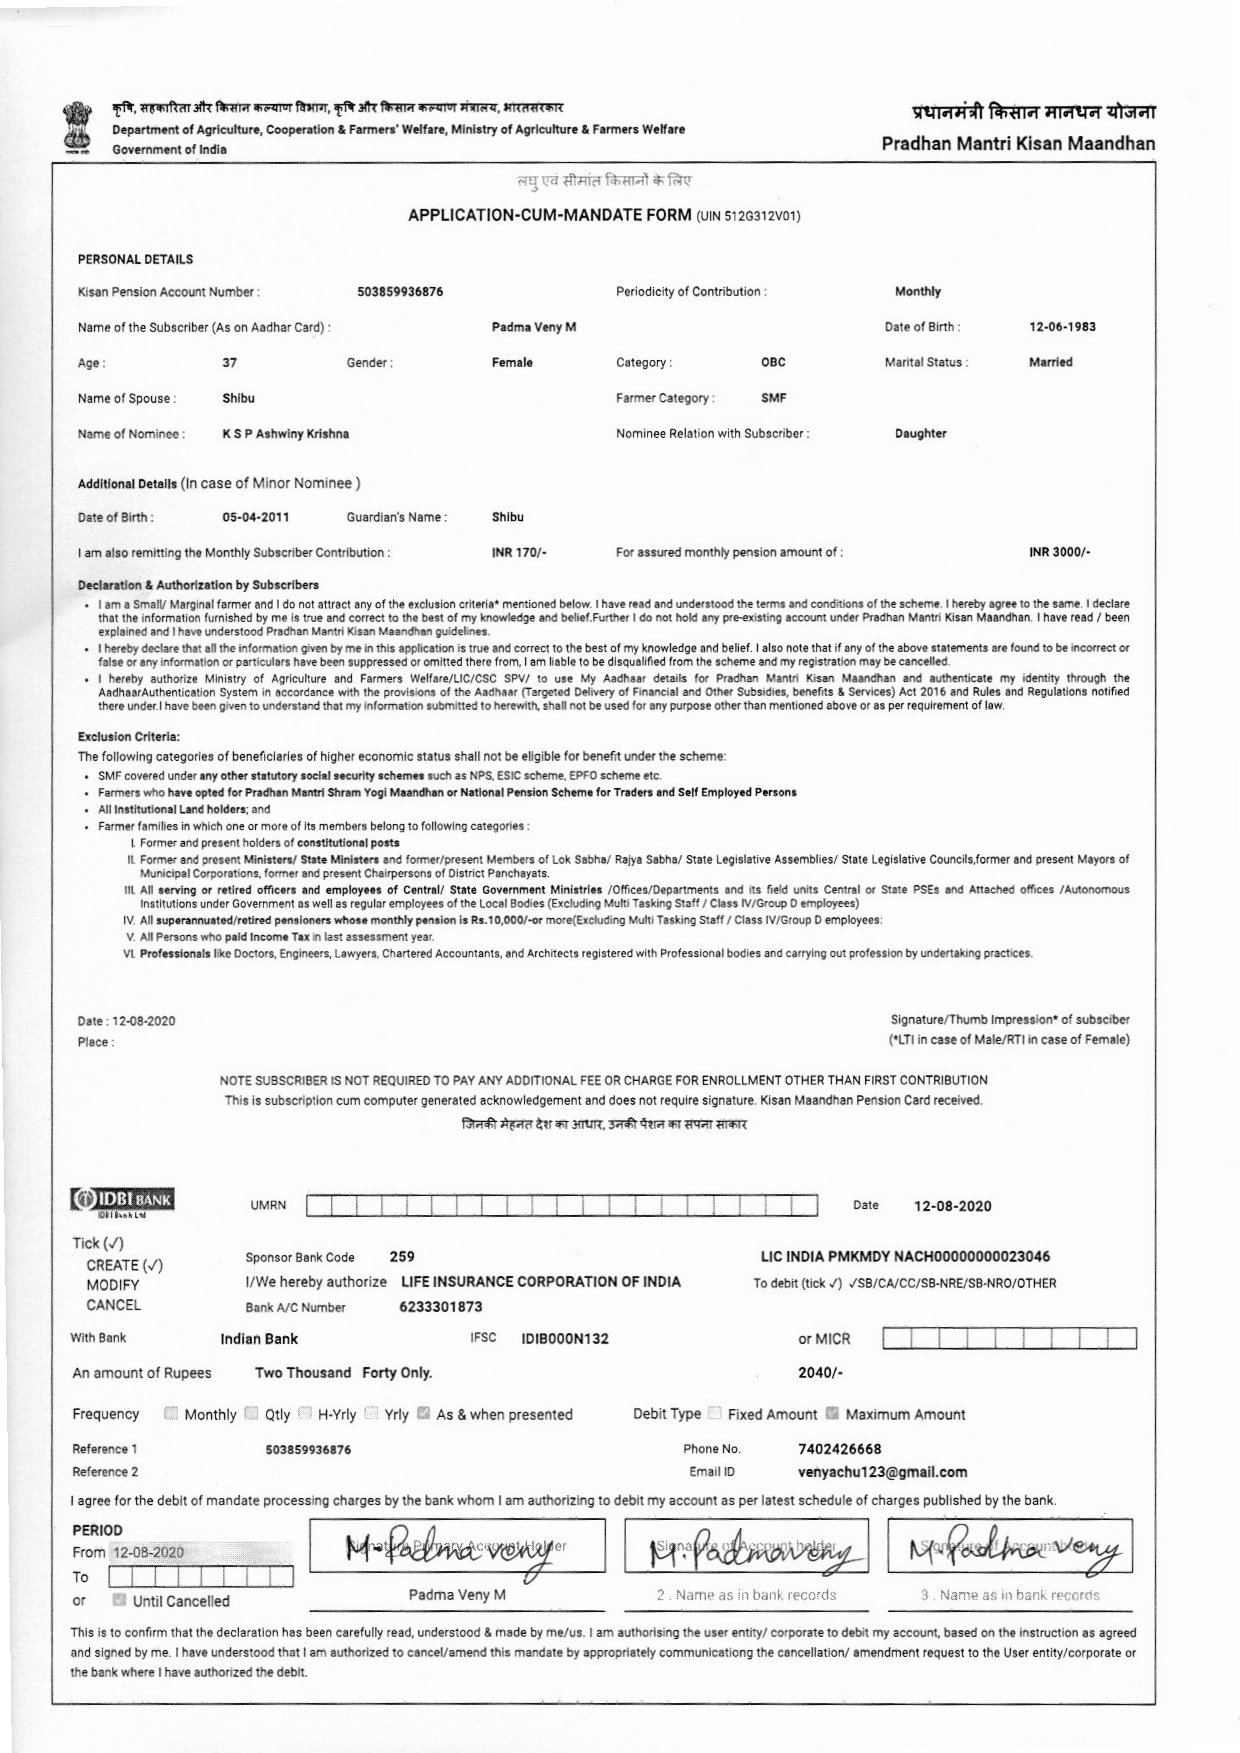 कृषि, सहकारिता और किसान कल्याण विभाग, कृषि और किसान कल्याण मंत्रालय, भारतसरकार
Department of Agriculture, Cooperation & Farmers' Welfare, Ministry of Agriculture & Farmers Welfare
Government of India
प्रधानमंत्री किसान मानधन योजना
Pradhan Mantri Kisan Maandhan
लघु एवं सीमांत किसानों के लिए
APPLICATION-CUM-MANDATE FORM (UIN 512G312V01)
PERSONAL DETAILS
Kisan Pension Account Number : 503859936876 Periodicity of Contribution : Monthly
Name of the Subscriber (As on Aadhar Card) : Padma Veny M Date of Birth : 12-06-1983
Age : 37 Gender : Female Category : OBC Marital Status : Married
Name of Spouse : Shibu Farmer Category : SMF
Name of Nominee : K S P Ashwiny Krishna Nominee Relation with Subscriber : Daughter
Additional Details (In case of Minor Nominee )
Date of Birth : 05-04-2011 Guardian's Name : Shibu
I am also remitting the Monthly Subscriber Contribution : INR 170/- For assured monthly pension amount of : INR 3000/-
Declaration & Authorization by Subscribers
• I am a Small/ Marginal farmer and I do not attract any of the exclusion criteria* mentioned below. I have read and understood the terms and conditions of the scheme. I hereby agree to the same. I declare
that the information furnished by me is true and correct to the best of my knowledge and belief.Further I do not hold any pre-existing account under Pradhan Mantri Kisan Maandhan. I have read / been
explained and I have understood Pradhan Mantri Kisan Maandhan guidelines.
• I hereby declare that all the information given by me in this application is true and correct to the best of my knowledge and belief. I also note that if any of the above statements are found to be incorrect or
false or any information or particulars have been suppressed or omitted there from, I am liable to be disqualified from the scheme and my registration may be cancelled.
• I hereby authorize Ministry of Agriculture and Farmers Welfare/LIC/CSC SPV/ to use My Aadhaar details for Pradhan Mantri Kisan Maandhan and authenticate my identity through the
AadhaarAuthentication System in accordance with the provisions of the Aadhaar (Targeted Delivery of Financial and Other Subsidies, benefits & Services) Act 2016 and Rules and Regulations notified
there under.I have been given to understand that my information submitted to herewith, shall not be used for any purpose other than mentioned above or as per requirement of law.
Exclusion Criteria:
The following categories of beneficiaries of higher economic status shall not be eligible for benefit under the scheme:
• SMF covered under any other statutory social security schemes such as NPS, ESIC scheme, EPFO scheme etc.
• Farmers who have opted for Pradhan Mantri Shram Yogi Maandhan or National Pension Scheme for Traders and Self Employed Persons
• All Institutional Land holders; and
• Farmer families in which one or more of its members belong to following categories :
I. Former and present holders of constitutional posts
II. Former and present Ministers/ State Ministers and former/present Members of Lok Sabha/ Rajya Sabha/ State Legislative Assemblies/ State Legislative Councils,former and present Mayors of
Municipal Corporations, former and present Chairpersons of District Panchayats.
III. All serving or retired officers and employees of Central/ State Government Ministries /Offices/Departments and its field units Central or State PSEs and Attached offices /Autonomous
Institutions under Government as well as regular employees of the Local Bodies (Excluding Multi Tasking Staff / Class IV/Group D employees)
IV. All superannuated/retired pensioners whose monthly pension is Rs.10,000/-or more(Excluding Multi Tasking Staff / Class IV/Group D employees:
V. All Persons who paid Income Tax in last assessment year.
VI. Professionals like Doctors, Engineers, Lawyers, Chartered Accountants, and Architects registered with Professional bodies and carrying out profession by undertaking practices.
Date : 12-08-2020 Signature/Thumb Impression* of subsciber
Place : (*LTI in case of Male/RTI in case of Female)
NOTE SUBSCRIBER IS NOT REQUIRED TO PAY ANY ADDITIONAL FEE OR CHARGE FOR ENROLLMENT OTHER THAN FIRST CONTRIBUTION
This is subscription cum computer generated acknowledgement and does not require signature. Kisan Maandhan Pension Card received.
जिनकी मेहनत देश का आधार, उनकी पेंशन का सपना साकार
IDBI BANK
IDBI Bank Ltd
UMRN Date 12-08-2020
Tick (✓)
CREATE (✓)
MODIFY
CANCEL
Sponsor Bank Code 259 LIC INDIA PMKMDY NACH00000000023046
I/We hereby authorize LIFE INSURANCE CORPORATION OF INDIA To debit (tick ✓) ✓SB/CA/CC/SB-NRE/SB-NRO/OTHER
Bank A/C Number 6233301873
With Bank Indian Bank IFSC IDIB000N132 or MICR
An amount of Rupees Two Thousand Forty Only. 2040/-
Frequency Monthly Qtly H-Yrly Yrly As & when presented Debit Type Fixed Amount Maximum Amount
Reference 1 503859936876 Phone No. 7402426668
Reference 2 Email ID venyachu123@gmail.com
I agree for the debit of mandate processing charges by the bank whom I am authorizing to debit my account as per latest schedule of charges published by the bank.
PERIOD
From 12-08-2020
To
or Until Cancelled
Signature Primary Account Holder Signature of Account holder Signature of Account holder
M. Padma veny M. Padmaveny M. Padma veny
Padma Veny M 2 . Name as in bank records 3 . Name as in bank records
This is to confirm that the declaration has been carefully read, understood & made by me/us. I am authorising the user entity/ corporate to debit my account, based on the instruction as agreed
and signed by me. I have understood that I am authorized to cancel/amend this mandate by appropriately communicationg the cancellation/ amendment request to the User entity/corporate or
the bank where I have authorized the debit.